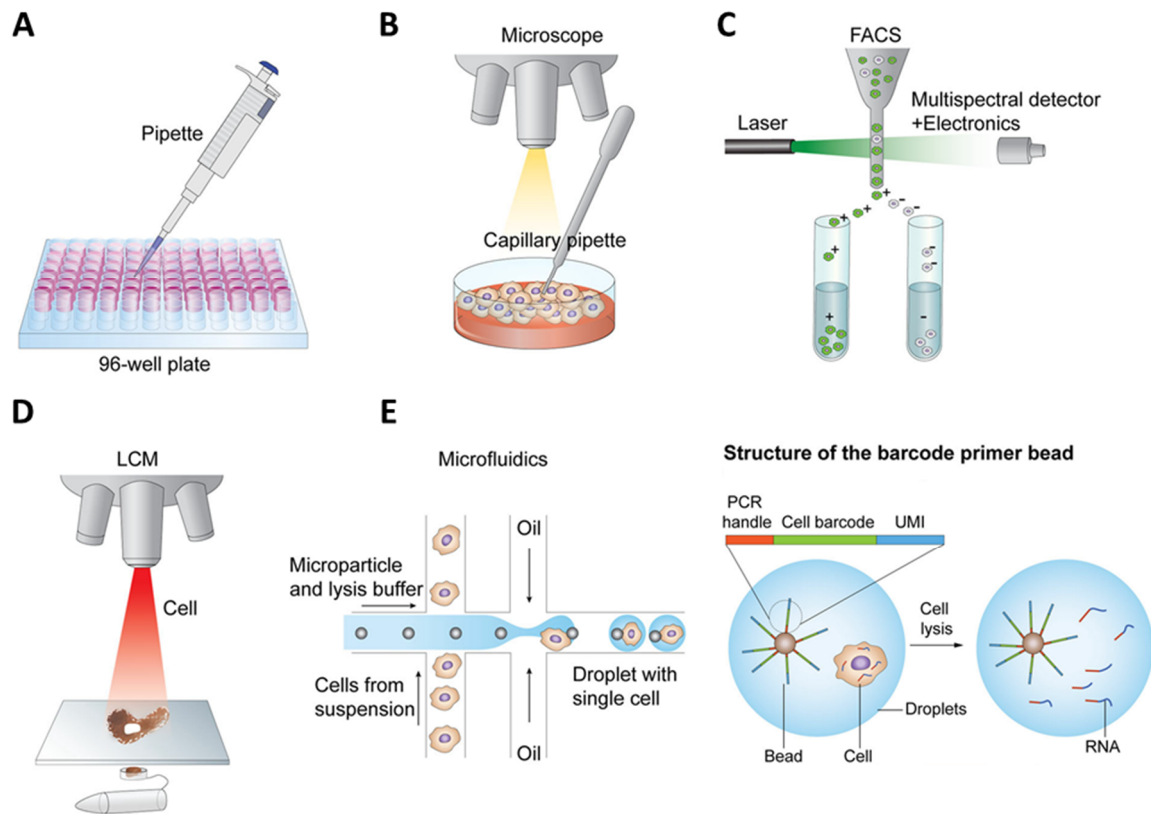 A
Pipette
96-well plate
B
Microscope
Capillary pipette
C
FACS
Laser
Multispectral detector
+Electronics
+ + + - -
+
-
-
+
-
D
LCM
Cell
E
Microfluidics
Oil
Microparticle
and lysis buffer
Cells from
suspension
Droplet with
single cell
Oil
Structure of the barcode primer bead
PCR
handle
Cell barcode
UMI
Cell
lysis
Droplets
Bead
Cell
RNA